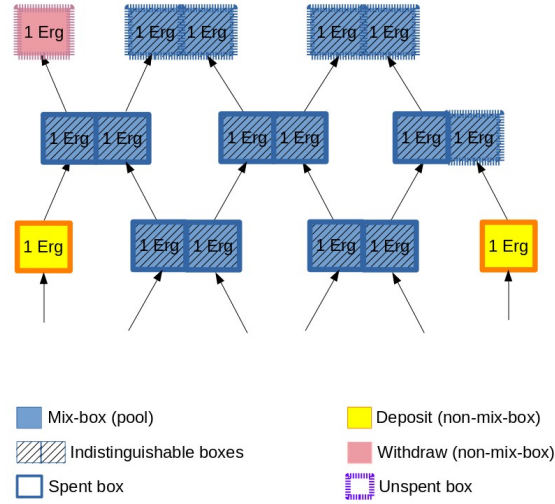 1 Erg 1 Erg 1 Erg 1 Erg 1 Erg
1 Erg 1 Erg 1 Erg 1 Erg 1 Erg 1 Erg
1 Erg 1 Erg 1 Erg 1 Erg 1 Erg 1 Erg
Mix-box (pool) Deposit (non-mix-box)
Indistinguishable boxes Withdraw (non-mix-box)
Spent box Unspent box